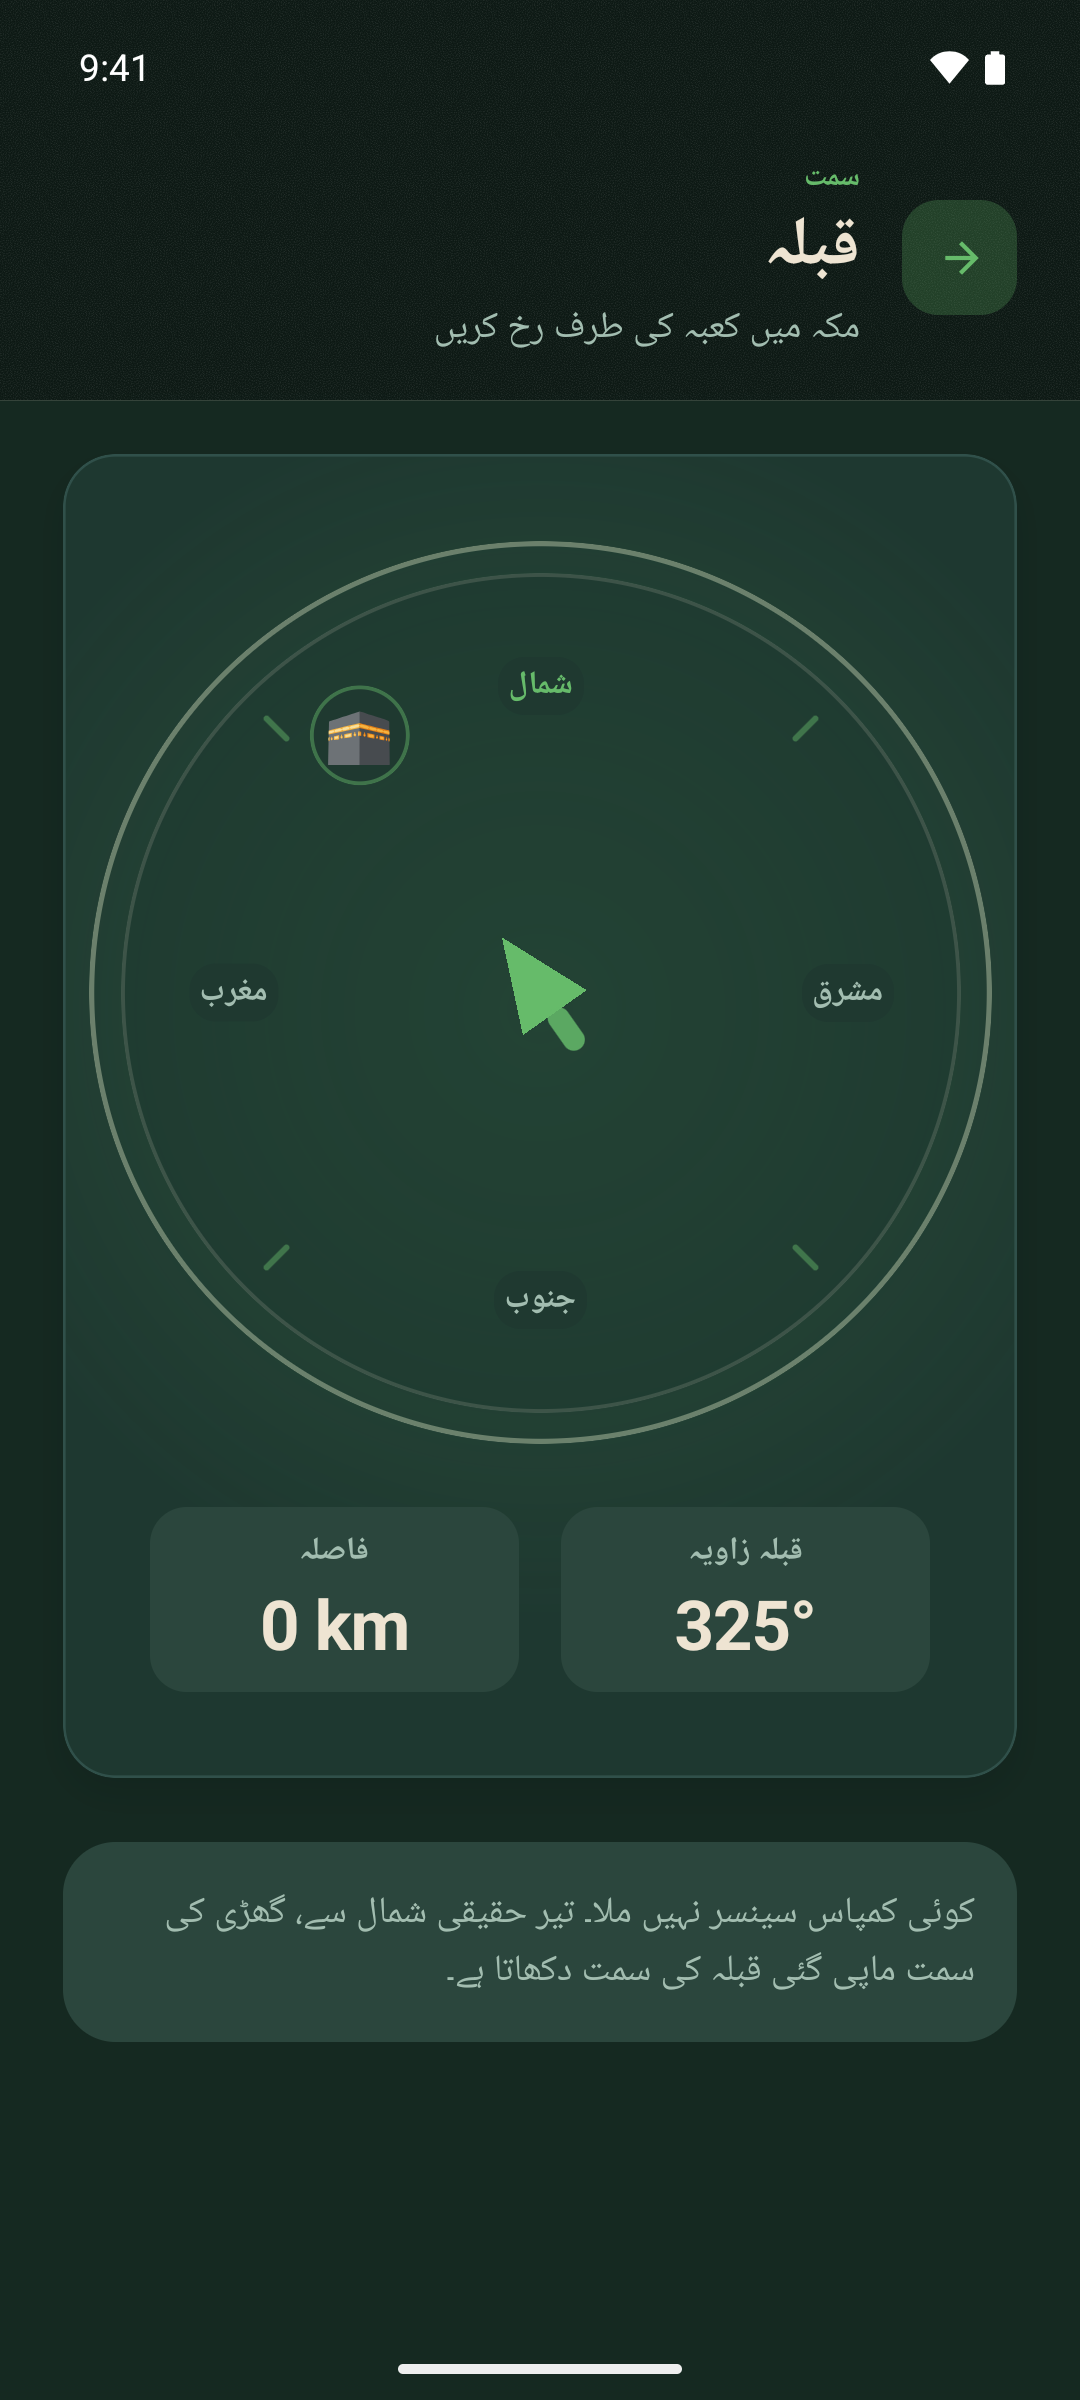 9:41
سمت
قبلہ
مکہ میں کعبہ کی طرف رخ کریں
شمال
مغرب
مشرق
جنوب
قبلہ زاویہ
325°
فاصلہ
0 km
کوئی کمپاس سینسر نہیں ملا۔ تیر حقیقی شمال سے، گھڑی کی
سمت ماپی گئی قبلہ کی سمت دکھاتا ہے۔